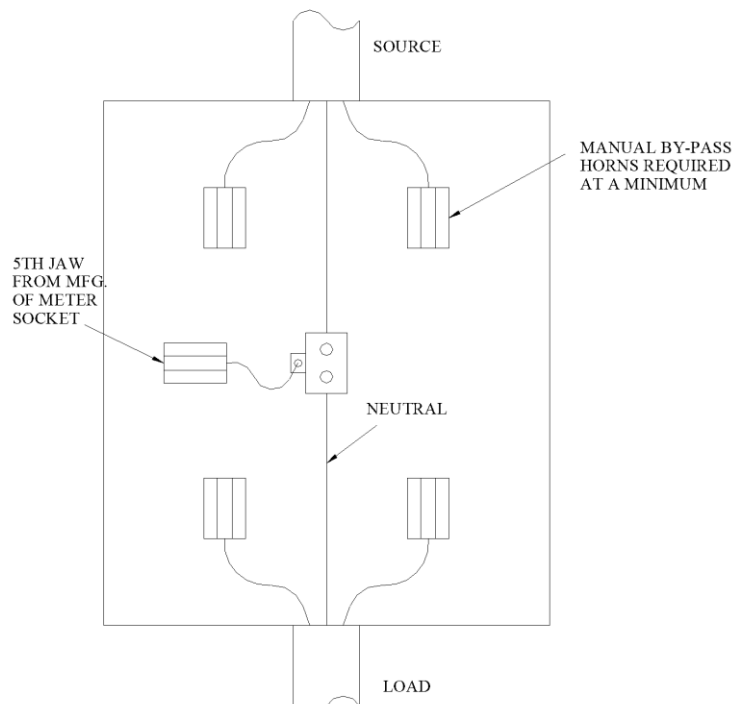 SOURCE
MANUAL BY-PASS
HORNS REQUIRED
AT A MINIMUM
5TH JAW
FROM MFG.
OF METER
SOCKET
NEUTRAL
LOAD